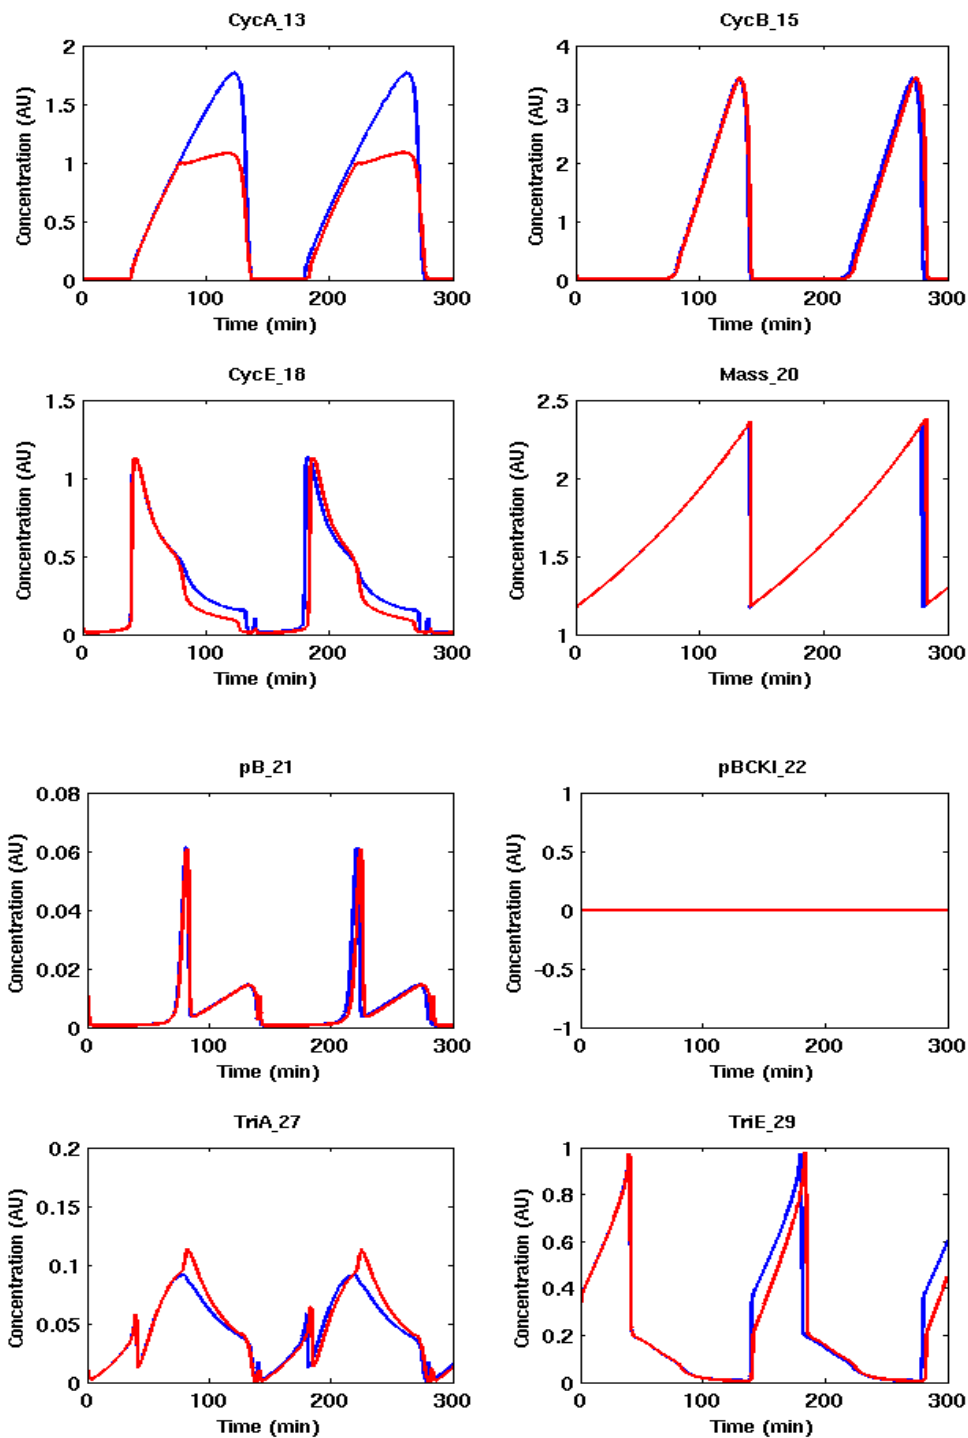 CycA_13
Concentration (AU)
2
1.5
1
0.5
0
0 100 200 300
Time (min)
CycB_15
Concentration (AU)
4
3
2
1
0
0 100 200 300
Time (min)
CycE_18
Concentration (AU)
1.5
1
0.5
0
0 100 200 300
Time (min)
Mass_20
Concentration (AU)
2.5
2
1.5
1
0 100 200 300
Time (min)
pB_21
Concentration (AU)
0.08
0.06
0.04
0.02
0
0 100 200 300
Time (min)
pBCKI_22
Concentration (AU)
1
0.5
0
-0.5
-1
0 100 200 300
Time (min)
TriA_27
Concentration (AU)
0.2
0.15
0.1
0.05
0
0 100 200 300
Time (min)
TriE_29
Concentration (AU)
1
0.8
0.6
0.4
0.2
0
0 100 200 300
Time (min)